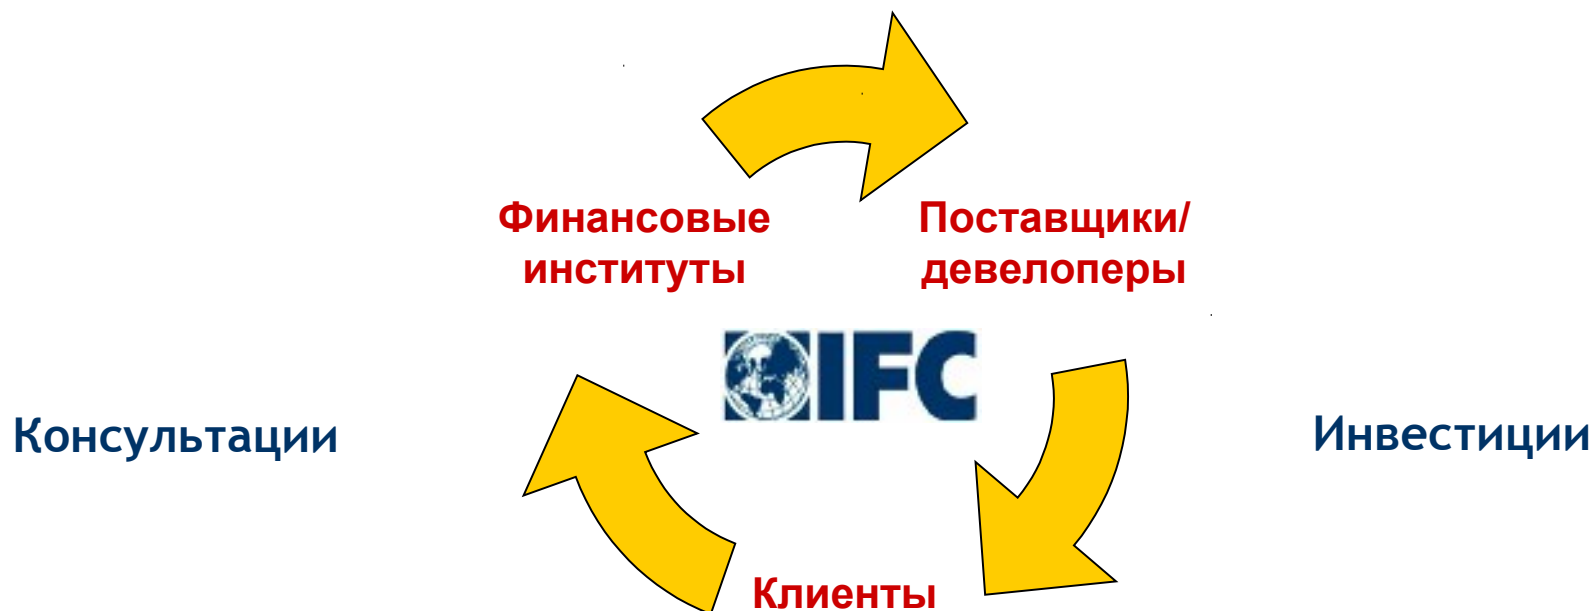 Финансовые
институты
Поставщики/
девелоперы
IFC
Консультации
Инвестиции
Клиенты